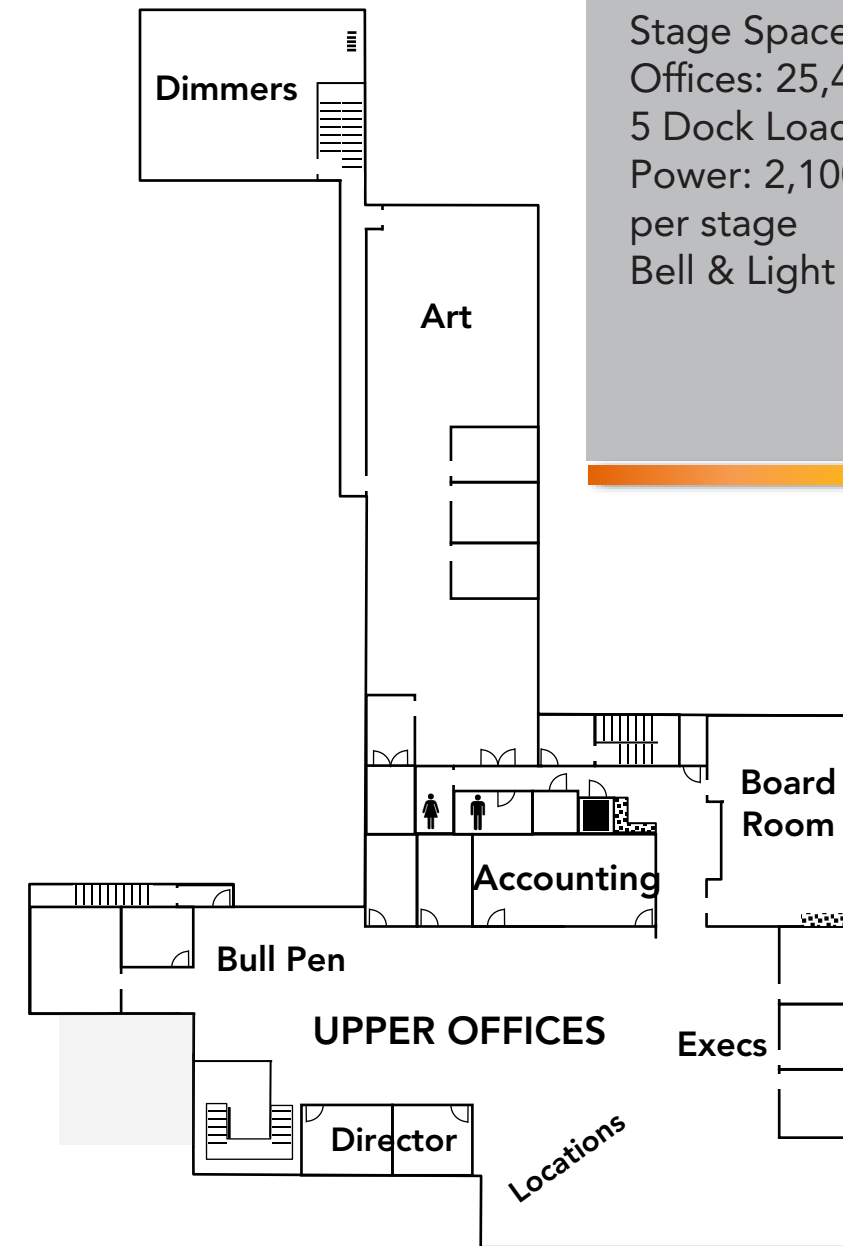 Stage Space
Offices: 25,4
5 Dock Load
Power: 2,100
per stage
Bell & Light
Dimmers
Art
Board
Room
Accounting
Bull Pen
UPPER OFFICES
Execs
Director
Locations